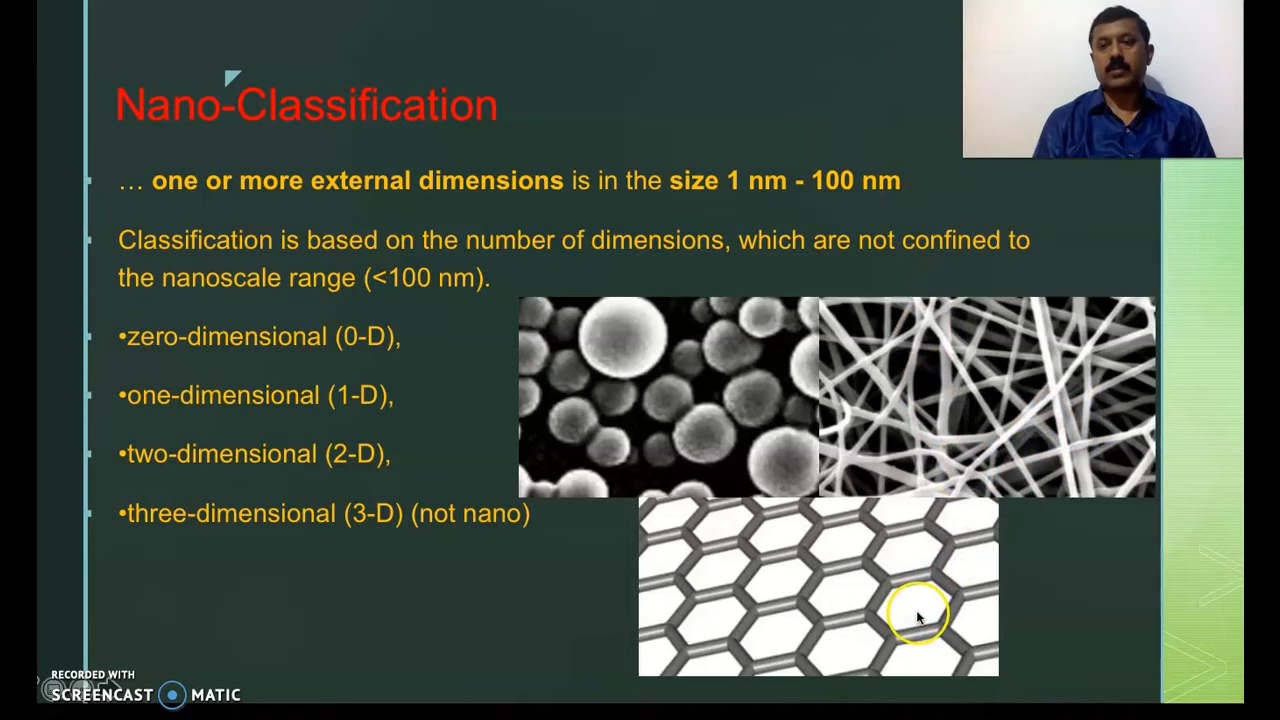 Nano-Classification
… one or more external dimensions is in the size 1 nm - 100 nm
Classification is based on the number of dimensions, which are not confined to
the nanoscale range (<100 nm).
•zero-dimensional (0-D),
•one-dimensional (1-D),
•two-dimensional (2-D),
•three-dimensional (3-D) (not nano)
RECORDED WITH
SCREENCAST MATIC